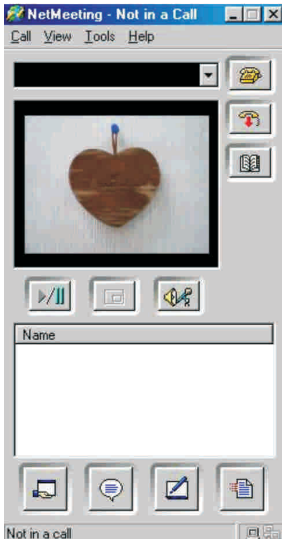 NetMeeting - Not in a Call
Call View Tools Help
Name
Not in a call